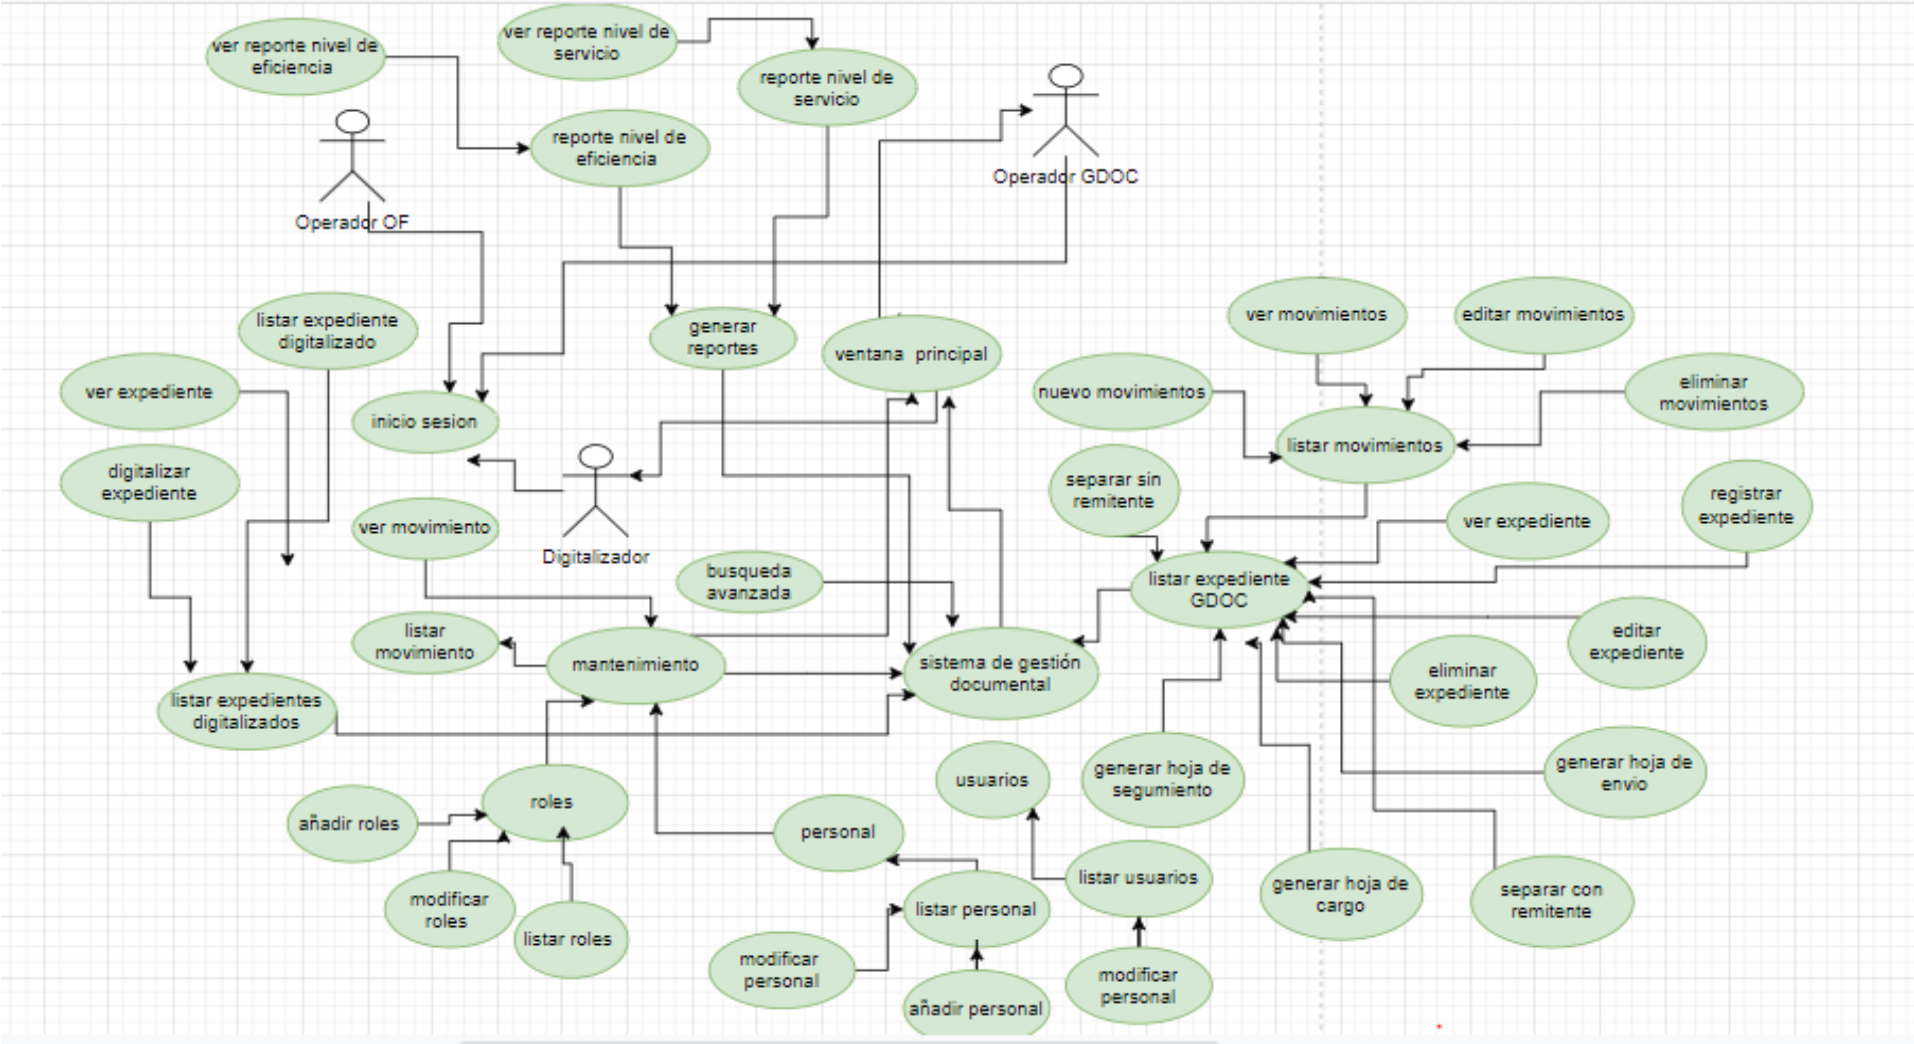 ver reporte nivel de
eficiencia
ver reporte nivel de
servicio
reporte nivel de
servicio
reporte nivel de
eficiencia
Operador GDOC
Operador OF
listar expediente
digitalizado
generar
reportes
ventana principal
ver movimientos
editar movimientos
ver expediente
nuevo movimientos
eliminar
movimientos
inicio sesion
listar movimientos
digitalizar
expediente
separar sin
remitente
registrar
expediente
ver movimiento
ver expediente
Digitalizador
busqueda
avanzada
listar expediente
GDOC
listar
movimiento
mantenimiento
sistema de gestión
documental
editar
expediente
eliminar
expediente
listar expedientes
digitalizados
usuarios
generar hoja de
segumiento
generar hoja de
envio
roles
añadir roles
personal
listar usuarios
generar hoja de
cargo
separar con
remitente
modificar
roles
listar roles
listar personal
modificar
personal
añadir personal
modificar
personal